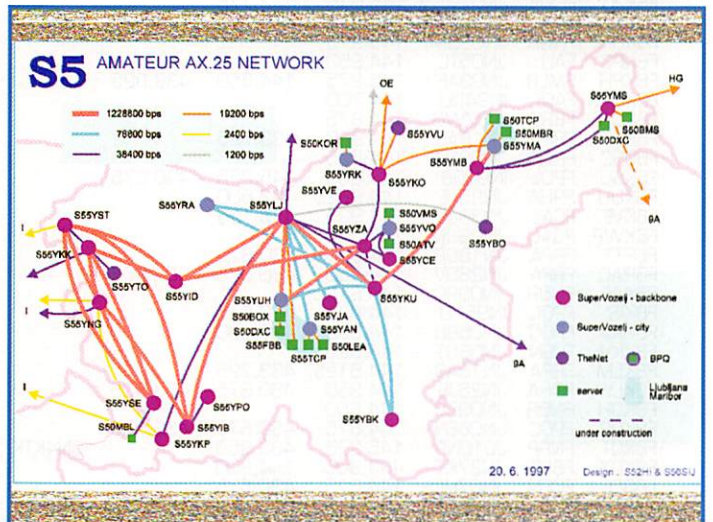 S5 AMATEUR AX.25 NETWORK
1228800 bps
19200 bps
76800 bps
2400 bps
38400 bps
1200 bps
OE
HG
S55YMS
S50BMS
S50DXC
9A
S50TCP
S50MBR
S55YMA
S55YMB
S55YVU
S50KOR
S55YRK
S55YKO
S55YVE
S55YRA
S55YLJ
S50VMS
S55YVQ
S50ATV
S55YCE
S55YZA
S55YBO
S55YST
I
S55YKK
S55YTO
S55YID
I
S55YNG
S55YUH
S50BOX
S50DXC
S55FBB
S55YJA
S55YAN
S55TCP
S50LEA
S55YKU
9A
I
S55YSE
S55YPO
S50MBL
S55YIB
S55YKP
S55YBK
SuperVozelj - backbone
SuperVozelj - city
TheNet
BPQ
server
Ljubljana
Maribor
under construction
20. 6. 1997
Design : S52HI &